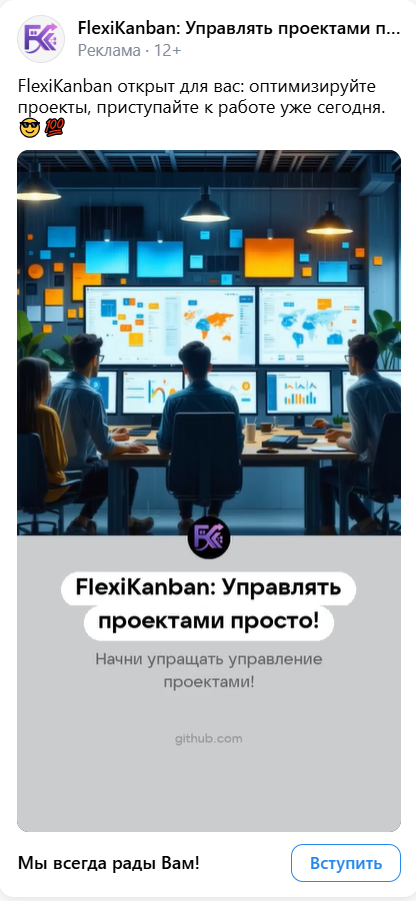 FlexiKanban: Управлять проектами п...
Реклама · 12+
FlexiKanban открыт для вас: оптимизируйте
проекты, приступайте к работе уже сегодня.
😎💯
FlexiKanban: Управлять
проектами просто!
Начни упращать управление
проектами!
github.com
Мы всегда рады Вам!
Вступить